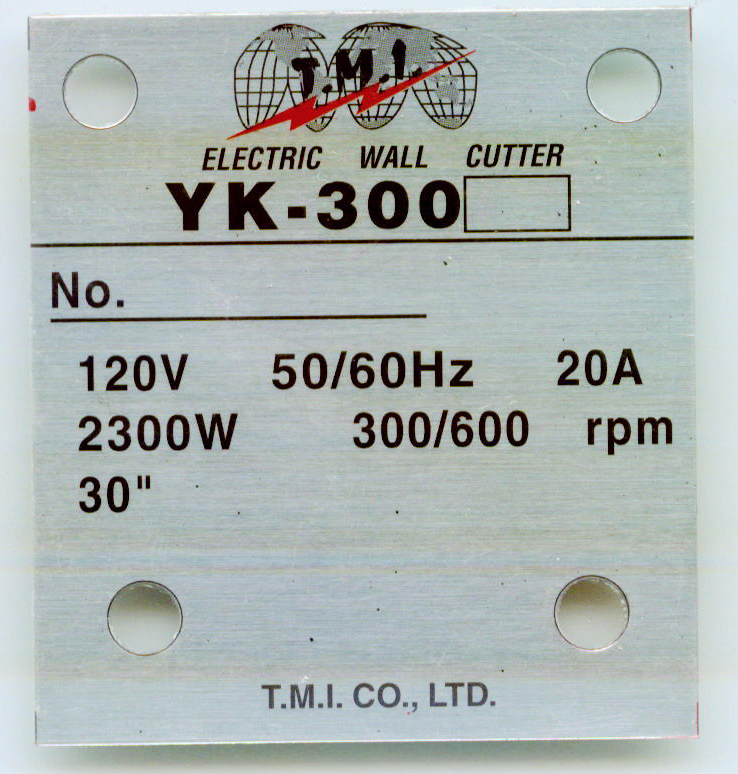 T.M.I.
ELECTRIC WALL CUTTER
YK-300
No.
120V 50/60Hz 20A
2300W 300/600 rpm
30"
T.M.I. CO., LTD.